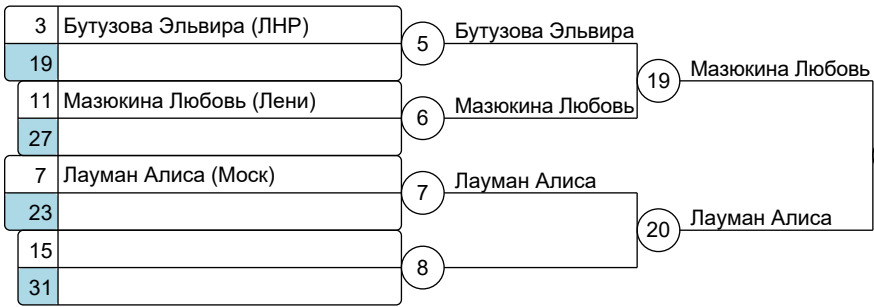 3 Бутузова Эльвира (ЛНР)
19
5 Бутузова Эльвира
11 Мазюкина Любовь (Лени)
27
6 Мазюкина Любовь
19 Мазюкина Любовь
7 Лауман Алиса (Моск)
23
7 Лауман Алиса
15
31
8
20 Лауман Алиса